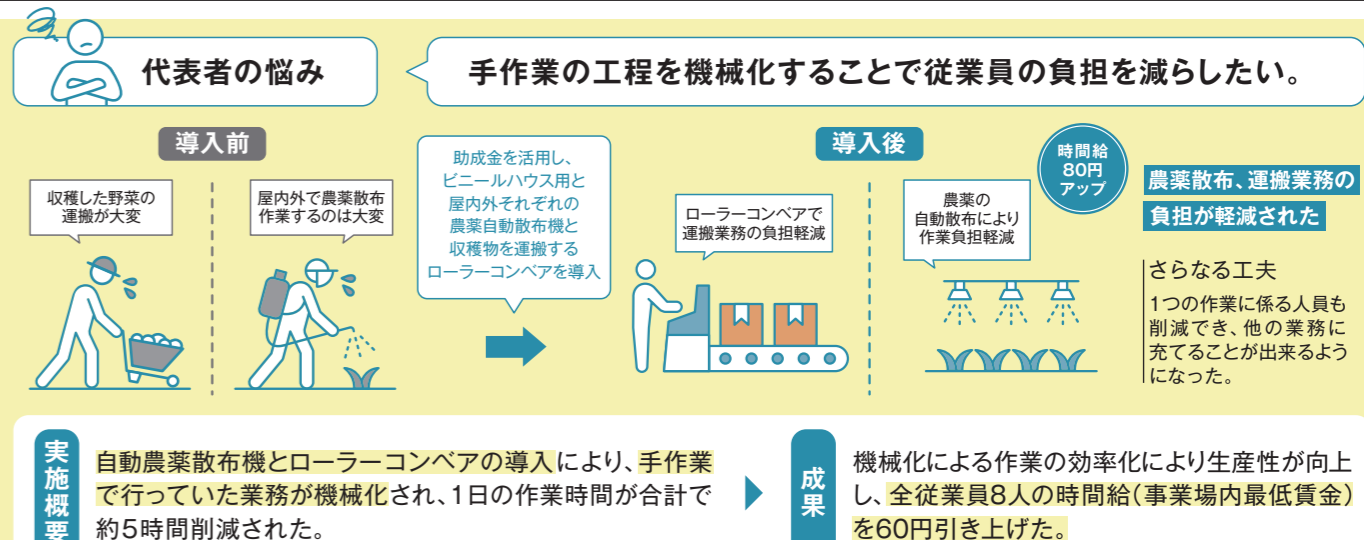 代表者の悩み
手作業の工程を機械化することで従業員の負担を減らしたい。
導入前
収穫した野菜の
運搬が大変
屋内外で農薬散布
作業するのは大変
助成金を活用し、
ビニールハウス用と
屋内外それぞれの
農薬自動散布機と
収穫物を運搬する
ローラーコンベアを導入
導入後
ローラーコンベアで
運搬業務の負担軽減
農薬の
自動散布により
作業負担軽減
時間給
80円
アップ
農薬散布、運搬業務の
負担が軽減された
さらなる工夫
1つの作業に係る人員も
削減でき、他の業務に
充てることが出来るよう
になった。
実施概要
自動農薬散布機とローラーコンベアの導入により、手作業
で行っていた業務が機械化され、1日の作業時間が合計で
約5時間削減された。
成果
機械化による作業の効率化により生産性が向上
し、全従業員8人の時間給(事業場内最低賃金)
を60円引き上げた。